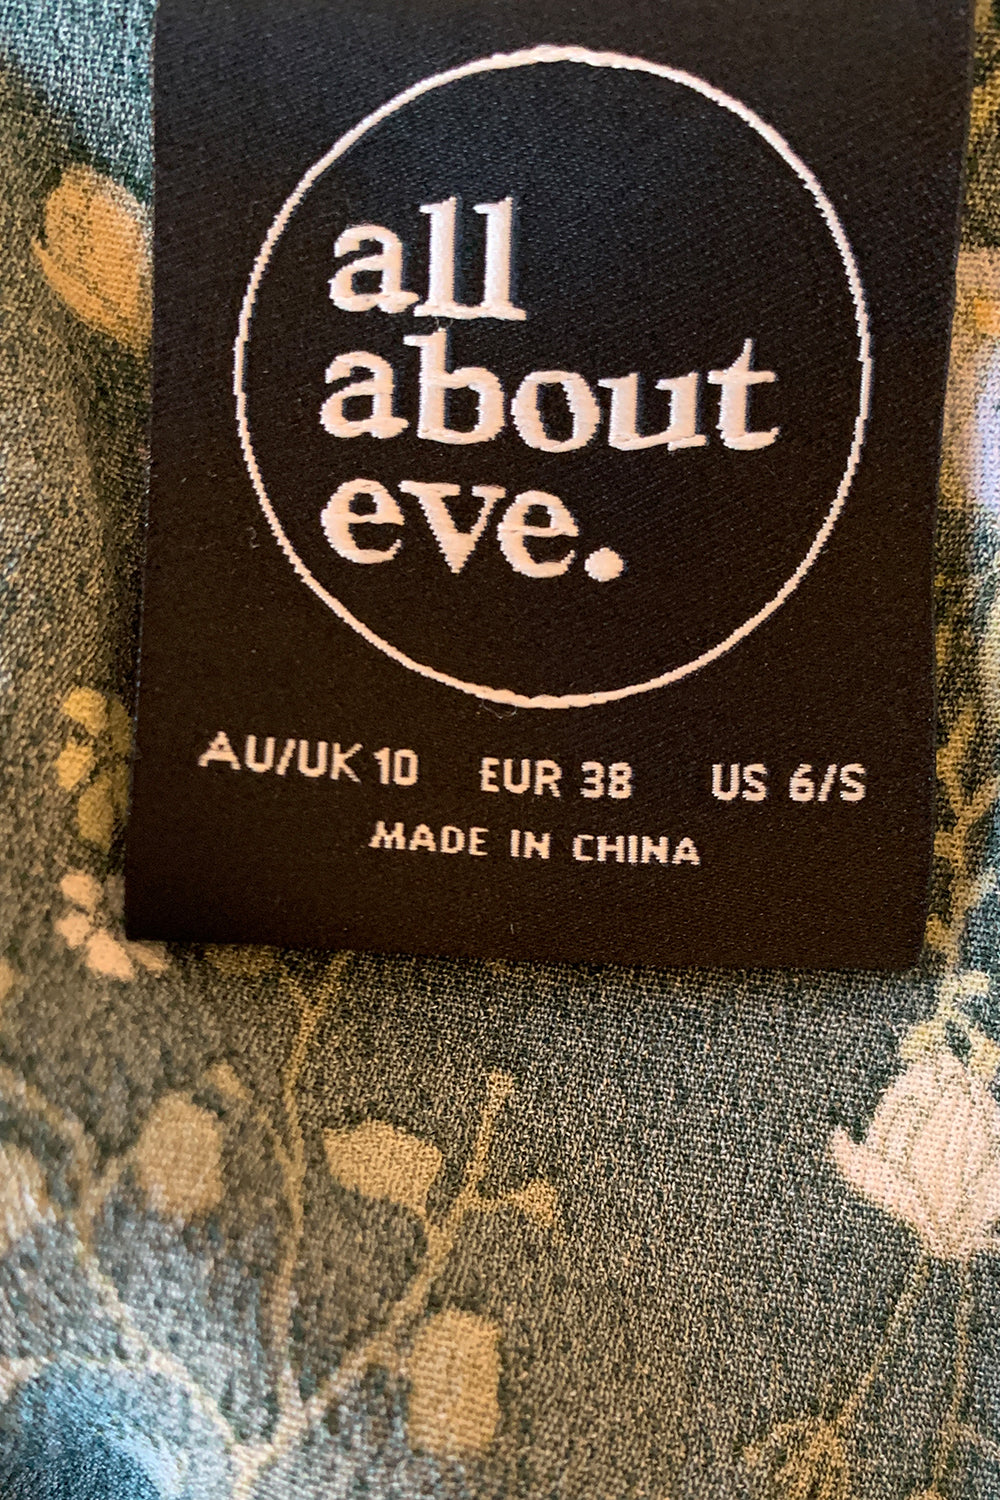 all
about
eve.
AU/UK 10 EUR 38 US 6/S
MADE IN CHINA